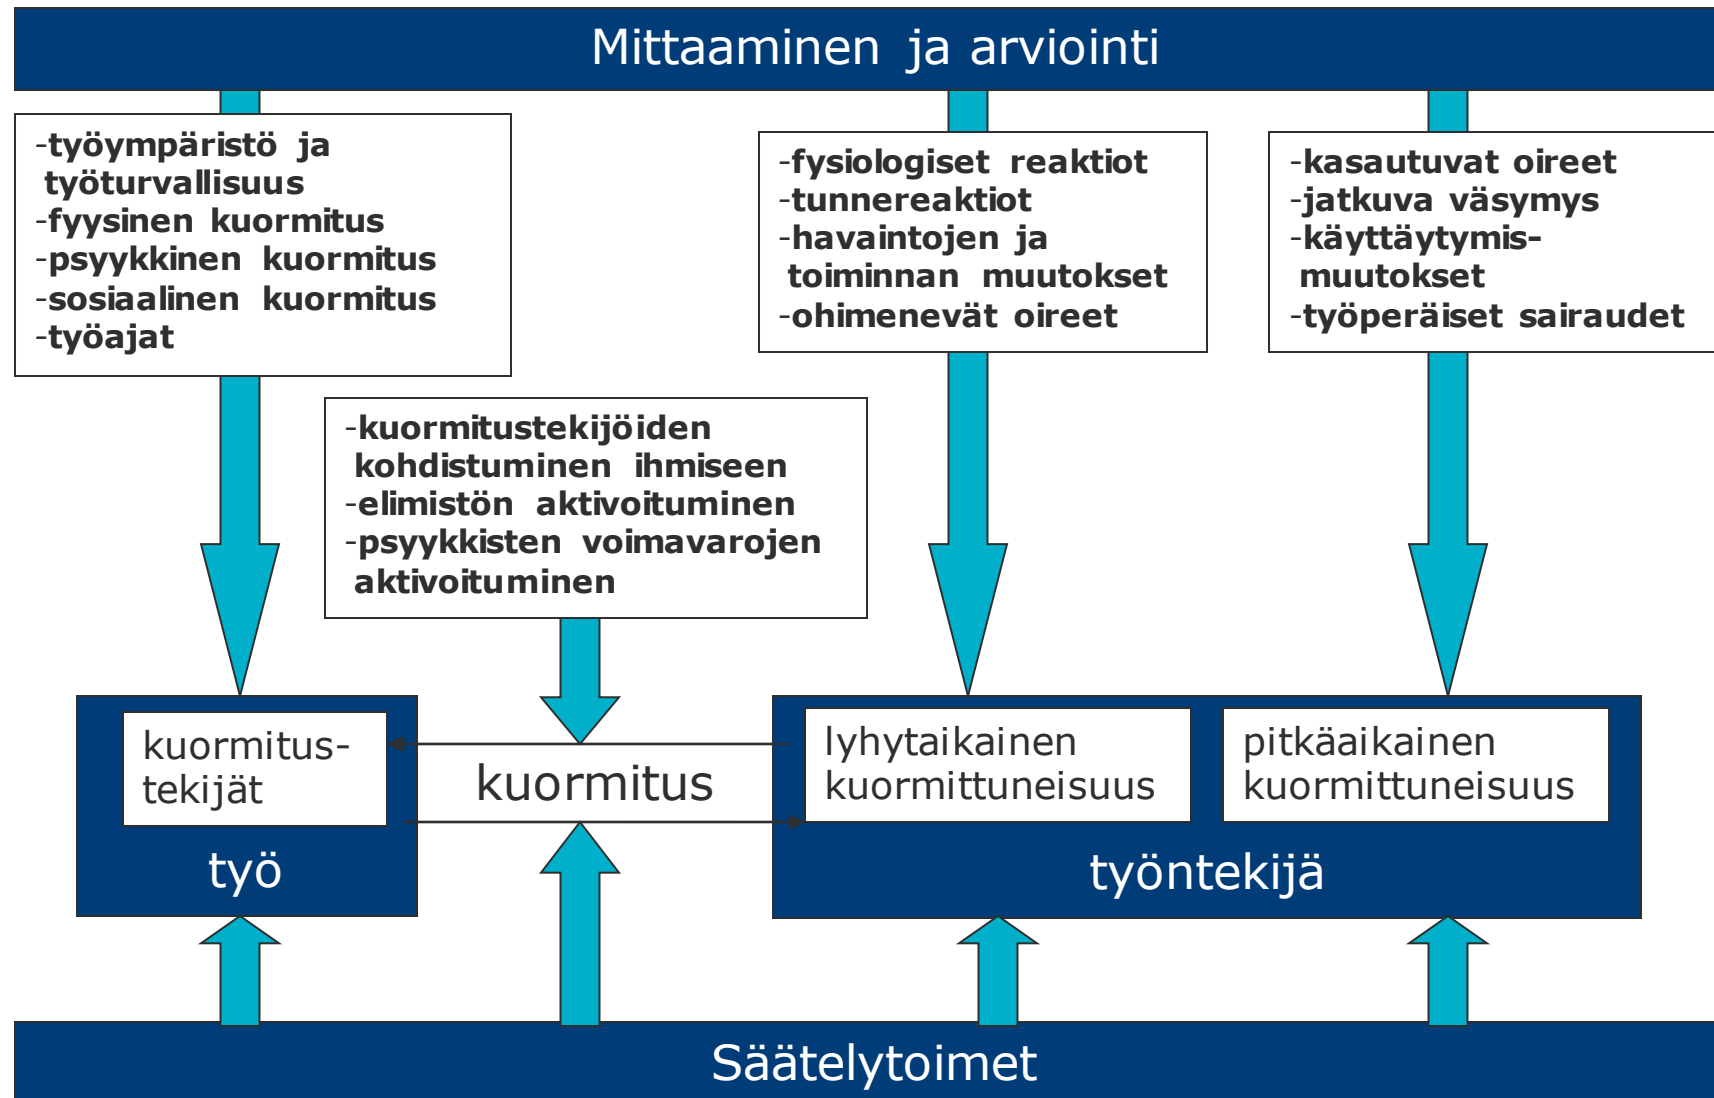 Mittaaminen ja arviointi
-työympäristö ja
työturvallisuus
-fyysinen kuormitus
-psyykkinen kuormitus
-sosiaalinen kuormitus
-työajat
-fysiologiset reaktiot
-tunnereaktiot
-havaintojen ja
toiminnan muutokset
-ohimenevät oireet
-kasautuvat oireet
-jatkuva väsymys
-käyttäytymis-
muutokset
-työperäiset sairaudet
-kuormitustekijöiden
kohdistuminen ihmiseen
-elimistön aktivoituminen
-psyykkisten voimavarojen
aktivoituminen
kuormitus-
tekijät
työ
kuormitus
lyhytaikainen
kuormittuneisuus
pitkäaikainen
kuormittuneisuus
työntekijä
Säätelytoimet